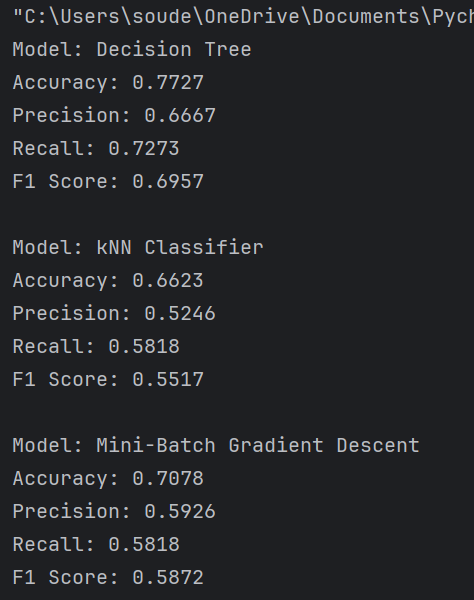 "C:\Users\soude\OneDrive\Documents\Pych
Model: Decision Tree
Accuracy: 0.7727
Precision: 0.6667
Recall: 0.7273
F1 Score: 0.6957
Model: kNN Classifier
Accuracy: 0.6623
Precision: 0.5246
Recall: 0.5818
F1 Score: 0.5517
Model: Mini-Batch Gradient Descent
Accuracy: 0.7078
Precision: 0.5926
Recall: 0.5818
F1 Score: 0.5872